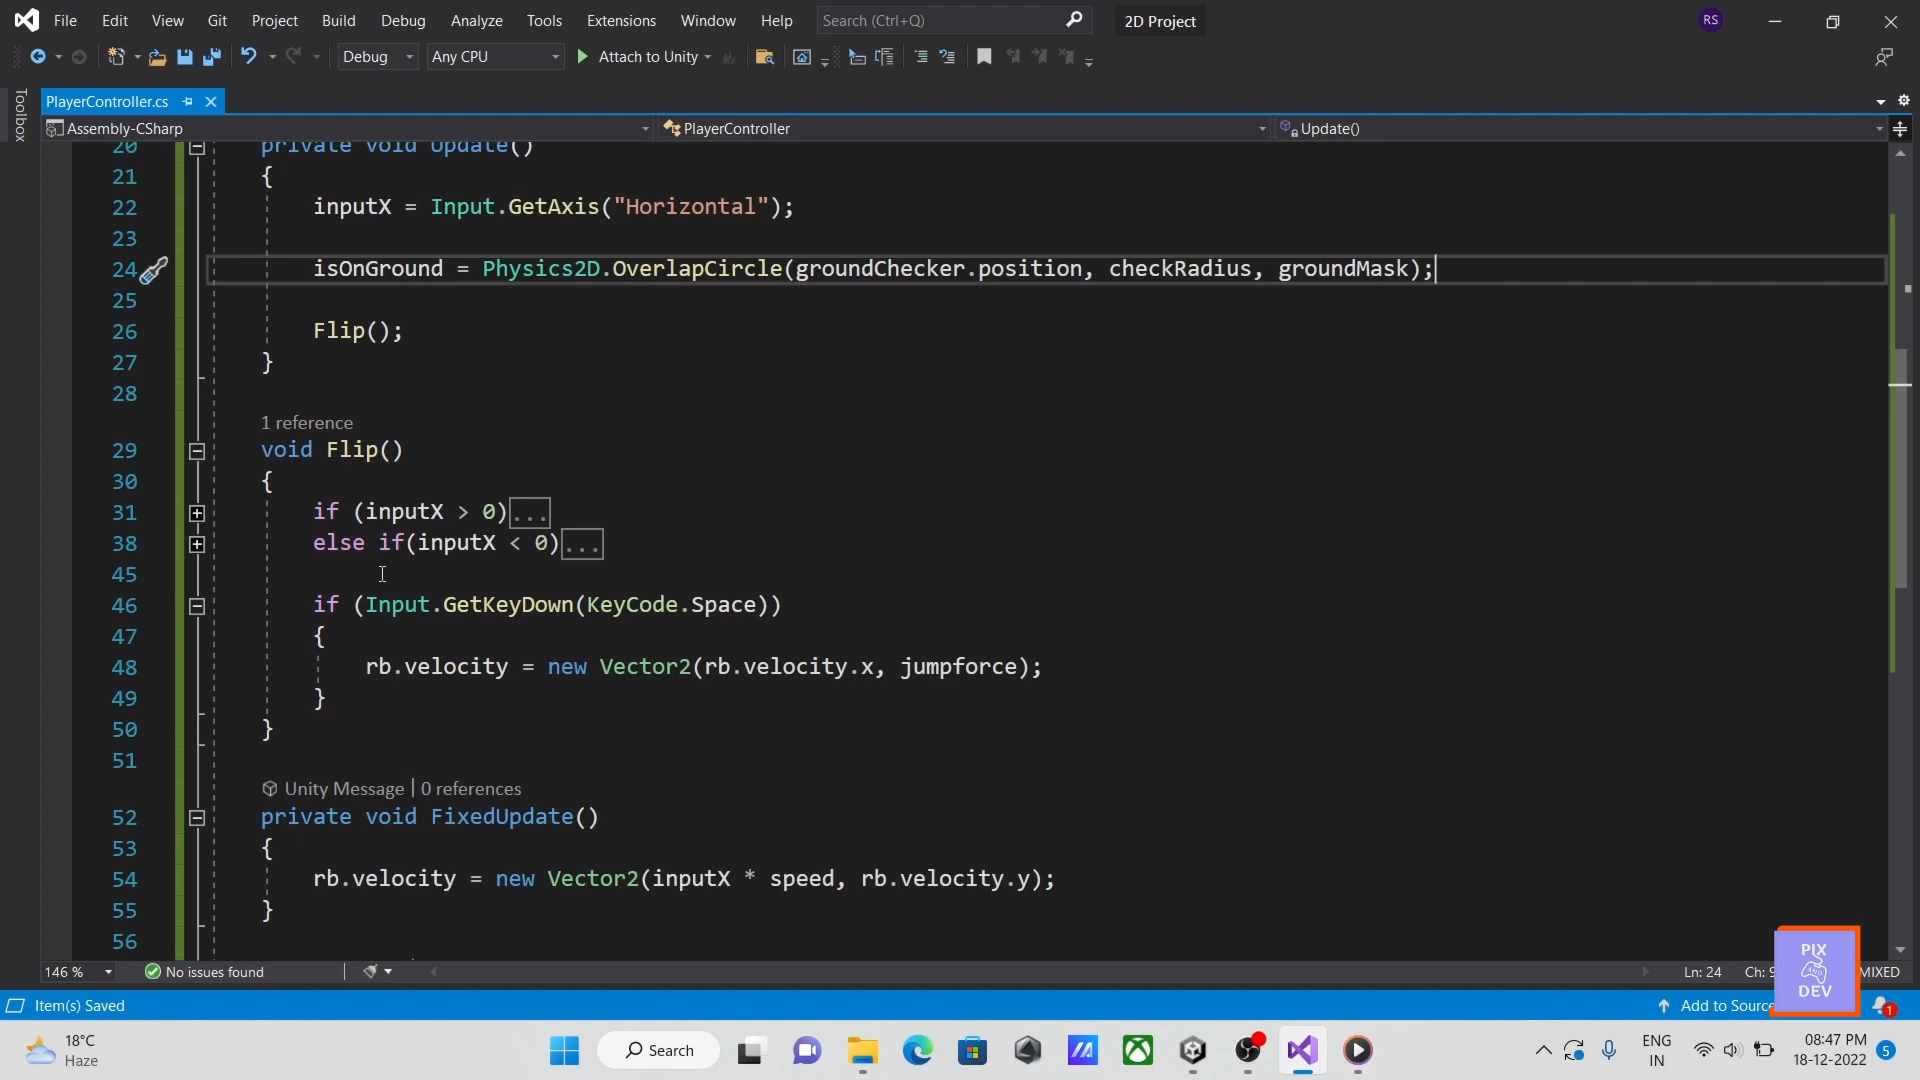 File Edit View Git Project Build Debug Analyze Tools Extensions Window Help Search (Ctrl+Q) 2D Project RS
Debug Any CPU Attach to Unity
Toolbox
PlayerController.cs
Assembly-CSharp PlayerController Update()
20 private void Update()
21 {
22 inputX = Input.GetAxis("Horizontal");
23
24 isOnGround = Physics2D.OverlapCircle(groundChecker.position, checkRadius, groundMask);
25
26 Flip();
27 }
28
1 reference
29 void Flip()
30 {
31 if (inputX > 0)...
38 else if(inputX < 0)...
45
46 if (Input.GetKeyDown(KeyCode.Space))
47 {
48 rb.velocity = new Vector2(rb.velocity.x, jumpforce);
49 }
50 }
51
Unity Message | 0 references
52 private void FixedUpdate()
53 {
54 rb.velocity = new Vector2(inputX * speed, rb.velocity.y);
55 }
56
146 % No issues found Ln: 24 Ch: MIXED
PIX
AND
DEV
Item(s) Saved Add to Source 1
18°C
Haze
Search
ENG
IN
08:47 PM
18-12-2022
5